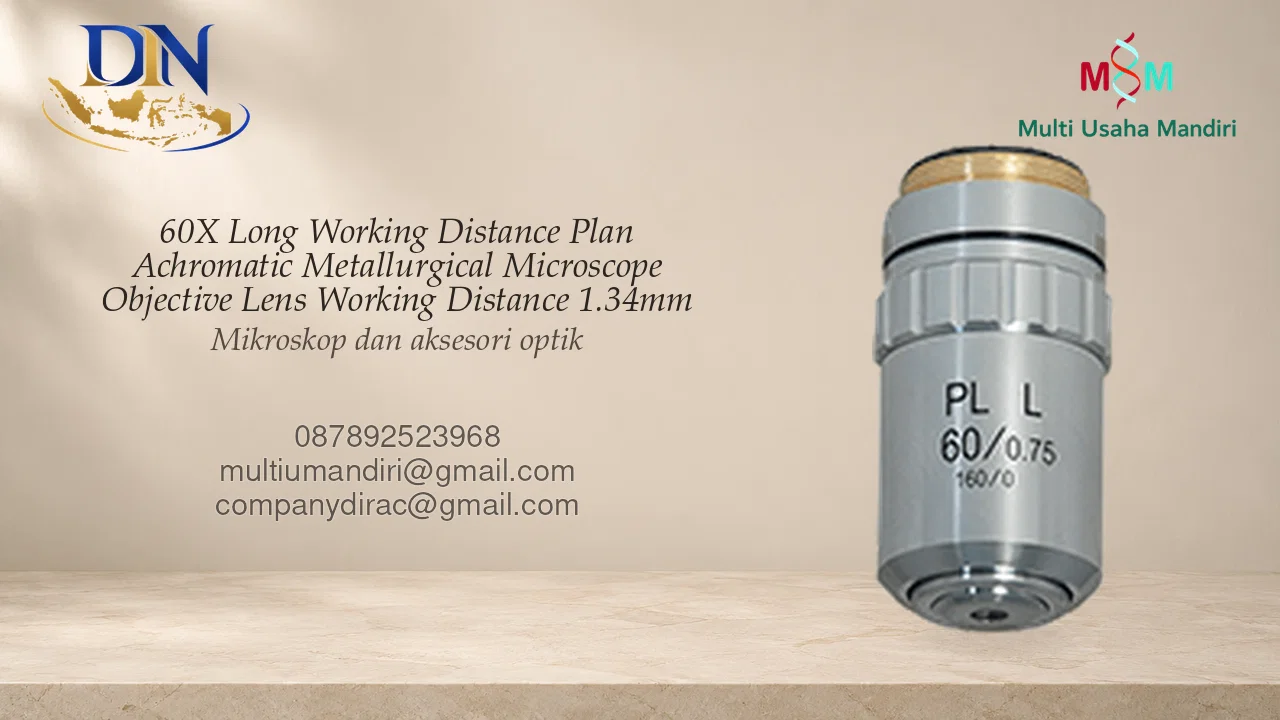 DIN
M M
Multi Usaha Mandiri
60X Long Working Distance Plan
Achromatic Metallurgical Microscope
Objective Lens Working Distance 1.34mm
Mikroskop dan aksesori optik
087892523968
multiumandiri@gmail.com
companydirac@gmail.com
PL L
60/0.75
160/0